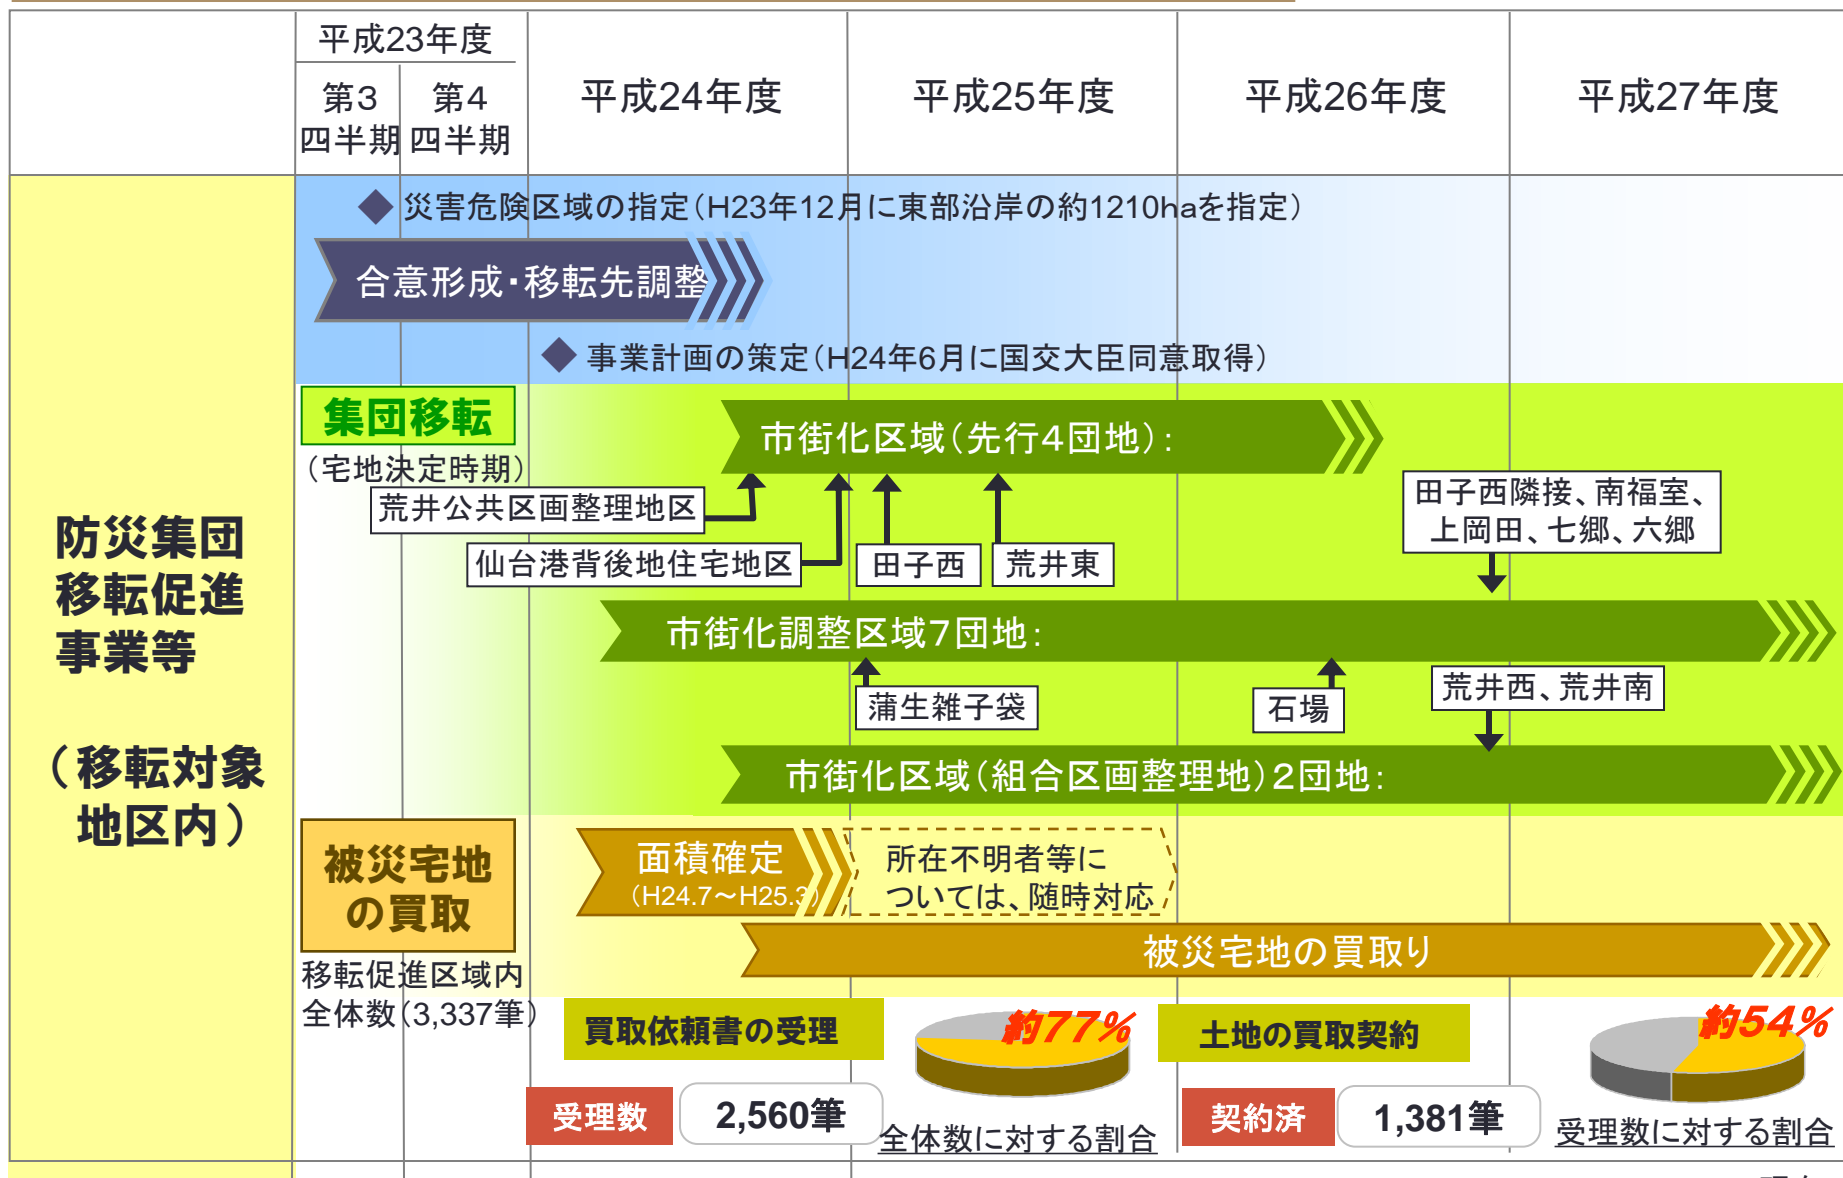 平成23年度
第3
四半期
第4
四半期
平成24年度
平成25年度
平成26年度
平成27年度
防災集団
移転促進
事業等
（移転対象
地区内）
◆ 災害危険区域の指定（H23年12月に東部沿岸の約1210haを指定）
合意形成・移転先調整
◆ 事業計画の策定（H24年6月に国交大臣同意取得）
集団移転
（宅地決定時期）
市街化区域（先行4団地）：
荒井公共区画整理地区
仙台港背後地住宅地区
田子西
荒井東
田子西隣接、南福室、
上岡田、七郷、六郷
市街化調整区域7団地：
蒲生雑子袋
石場
荒井西、荒井南
市街化区域（組合区画整理地）2団地：
被災宅地
の買取
移転促進区域内
全体数（3,337筆）
面積確定
（H24.7～H25.3）
所在不明者等に
ついては、随時対応
被災宅地の買取り
買取依頼書の受理
約77%
受理数
2,560筆
全体数に対する割合
土地の買取契約
約54%
契約済
1,381筆
受理数に対する割合